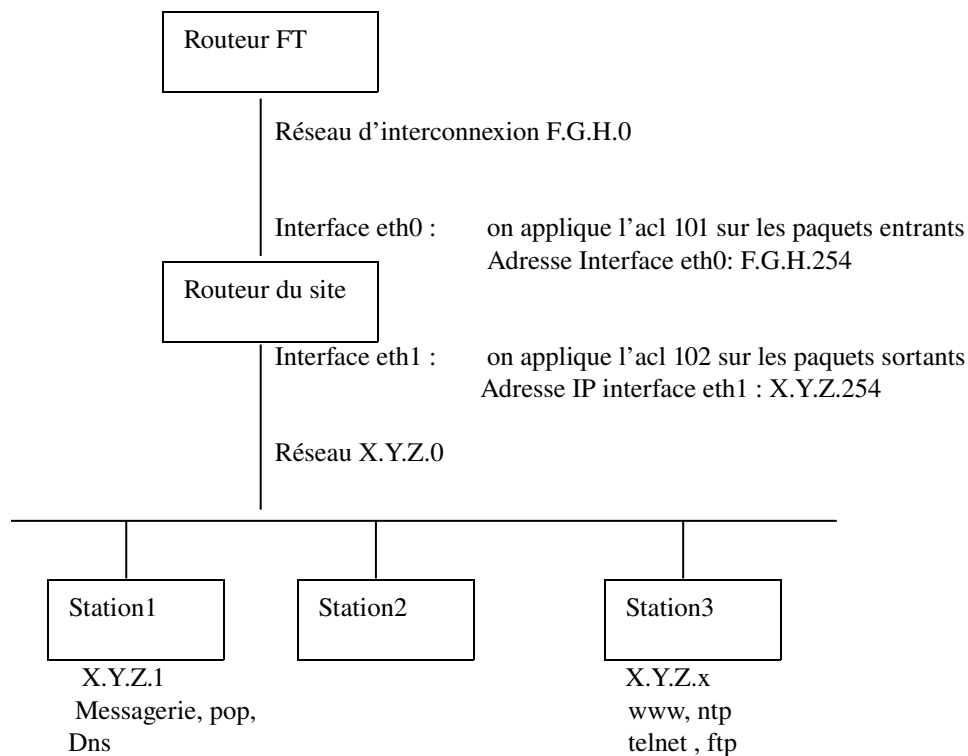 Routeur FT
Réseau d'interconnexion F.G.H.0
Interface eth0 : on applique l'acl 101 sur les paquets entrants
Adresse Interface eth0: F.G.H.254
Routeur du site
Interface eth1 : on applique l'acl 102 sur les paquets sortants
Adresse IP interface eth1 : X.Y.Z.254
Réseau X.Y.Z.0
Station1
Station2
Station3
X.Y.Z.1
Messagerie, pop,
Dns
X.Y.Z.x
www, ntp
telnet , ftp